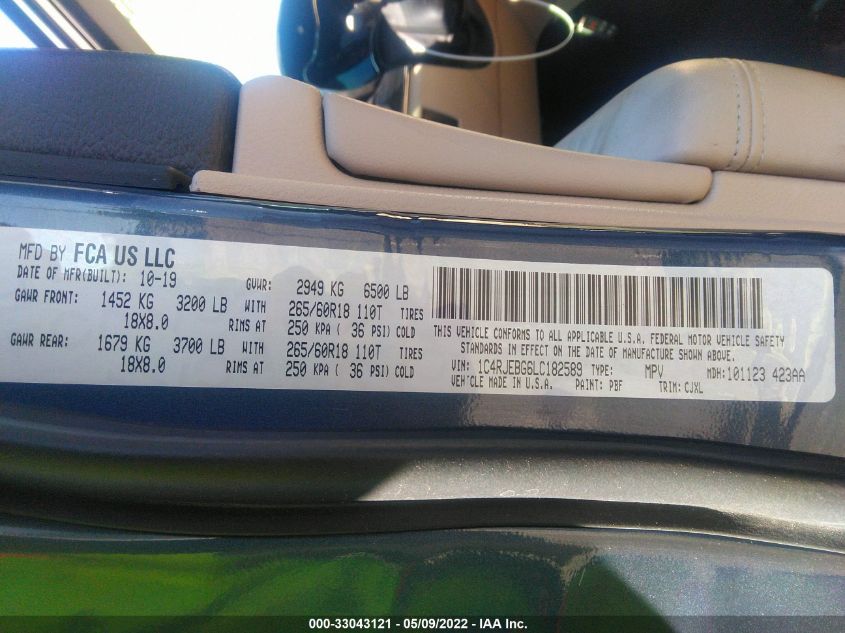 MFD BY FCA US LLC
DATE OF MFR(BUILT): 10-19 GVWR: 2949 KG 6500 LB
GAWR FRONT: 1452 KG 3200 LB WITH 265/60R18 110T TIRES
18X8.0 RIMS AT 250 KPA ( 36 PSI) COLD
GAWR REAR: 1679 KG 3700 LB WITH 265/60R18 110T TIRES
18X8.0 RIMS AT 250 KPA ( 36 PSI) COLD
THIS VEHICLE CONFORMS TO ALL APPLICABLE U.S.A. FEDERAL MOTOR VEHICLE SAFETY
STANDARDS IN EFFECT ON THE DATE OF MANUFACTURE SHOWN ABOVE.
VIN: 1C4RJEBG6LC182589 TYPE: MPV MDH: 101123 423AA
VEHICLE MADE IN U.S.A. PAINT: PBF TRIM: CJXL
000-33043121 - 05/09/2022 - IAA Inc.